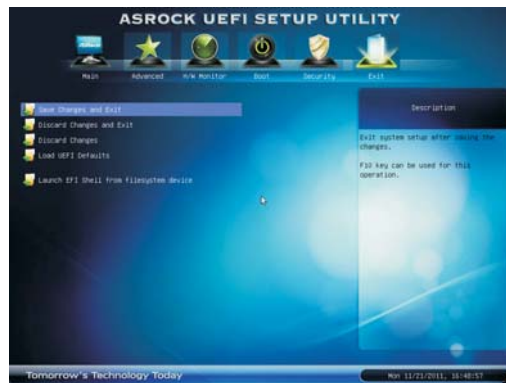 ASROCK UEFI SETUP UTILITY
Main Advanced H/W Monitor Boot Security Exit
Save Changes and Exit
Discard Changes and Exit
Discard Changes
Load UEFI Defaults
Launch EFI Shell from filesystem device
Description
Exit system setup after saving the
changes.
F10 key can be used for this
operation.
Tomorrow's Technology Today
Mon 11/21/2011, 16:48:57